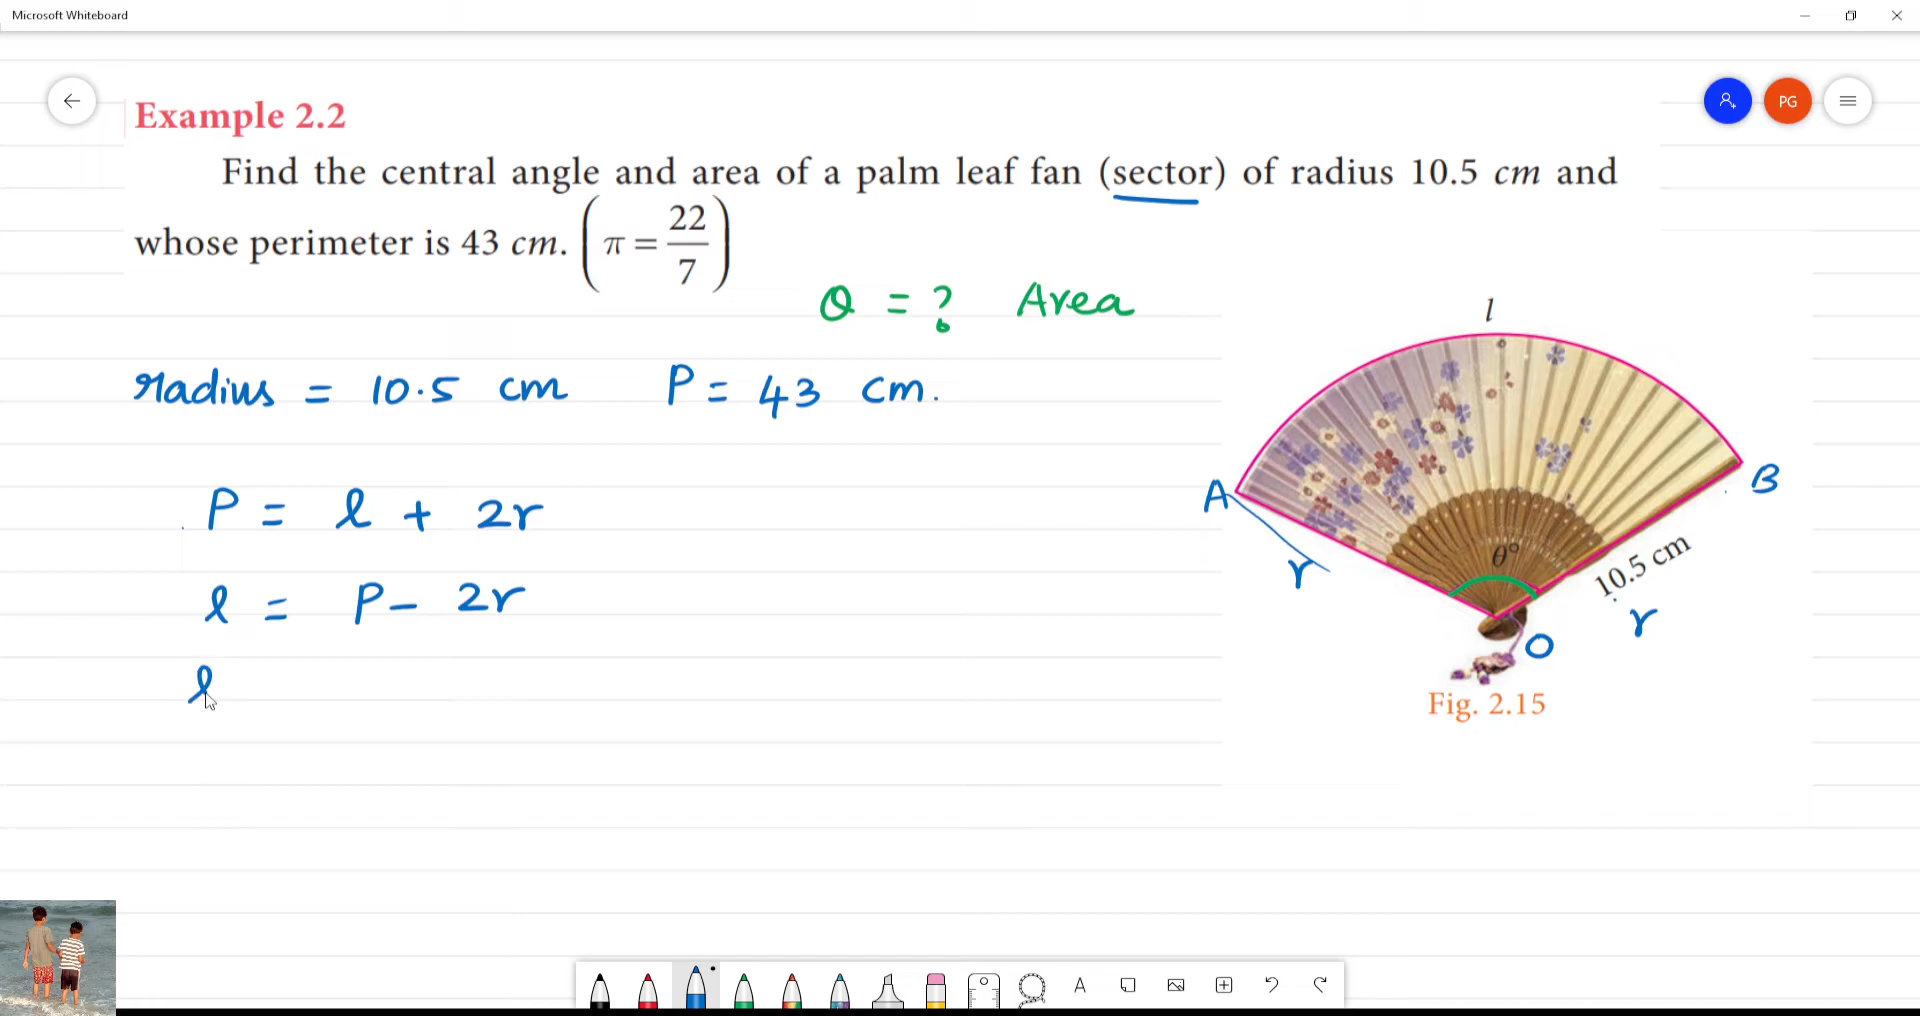 Microsoft Whiteboard
PG
Example 2.2
Find the central angle and area of a palm leaf fan (sector) of radius 10.5 cm and
whose perimeter is 43 cm. (π = 22/7)
θ = ? Area
radius = 10.5 cm P = 43 cm.
P = l + 2r
l = P - 2r
l
l
A
B
r
θ°
10.5 cm
r
O
Fig. 2.15
A